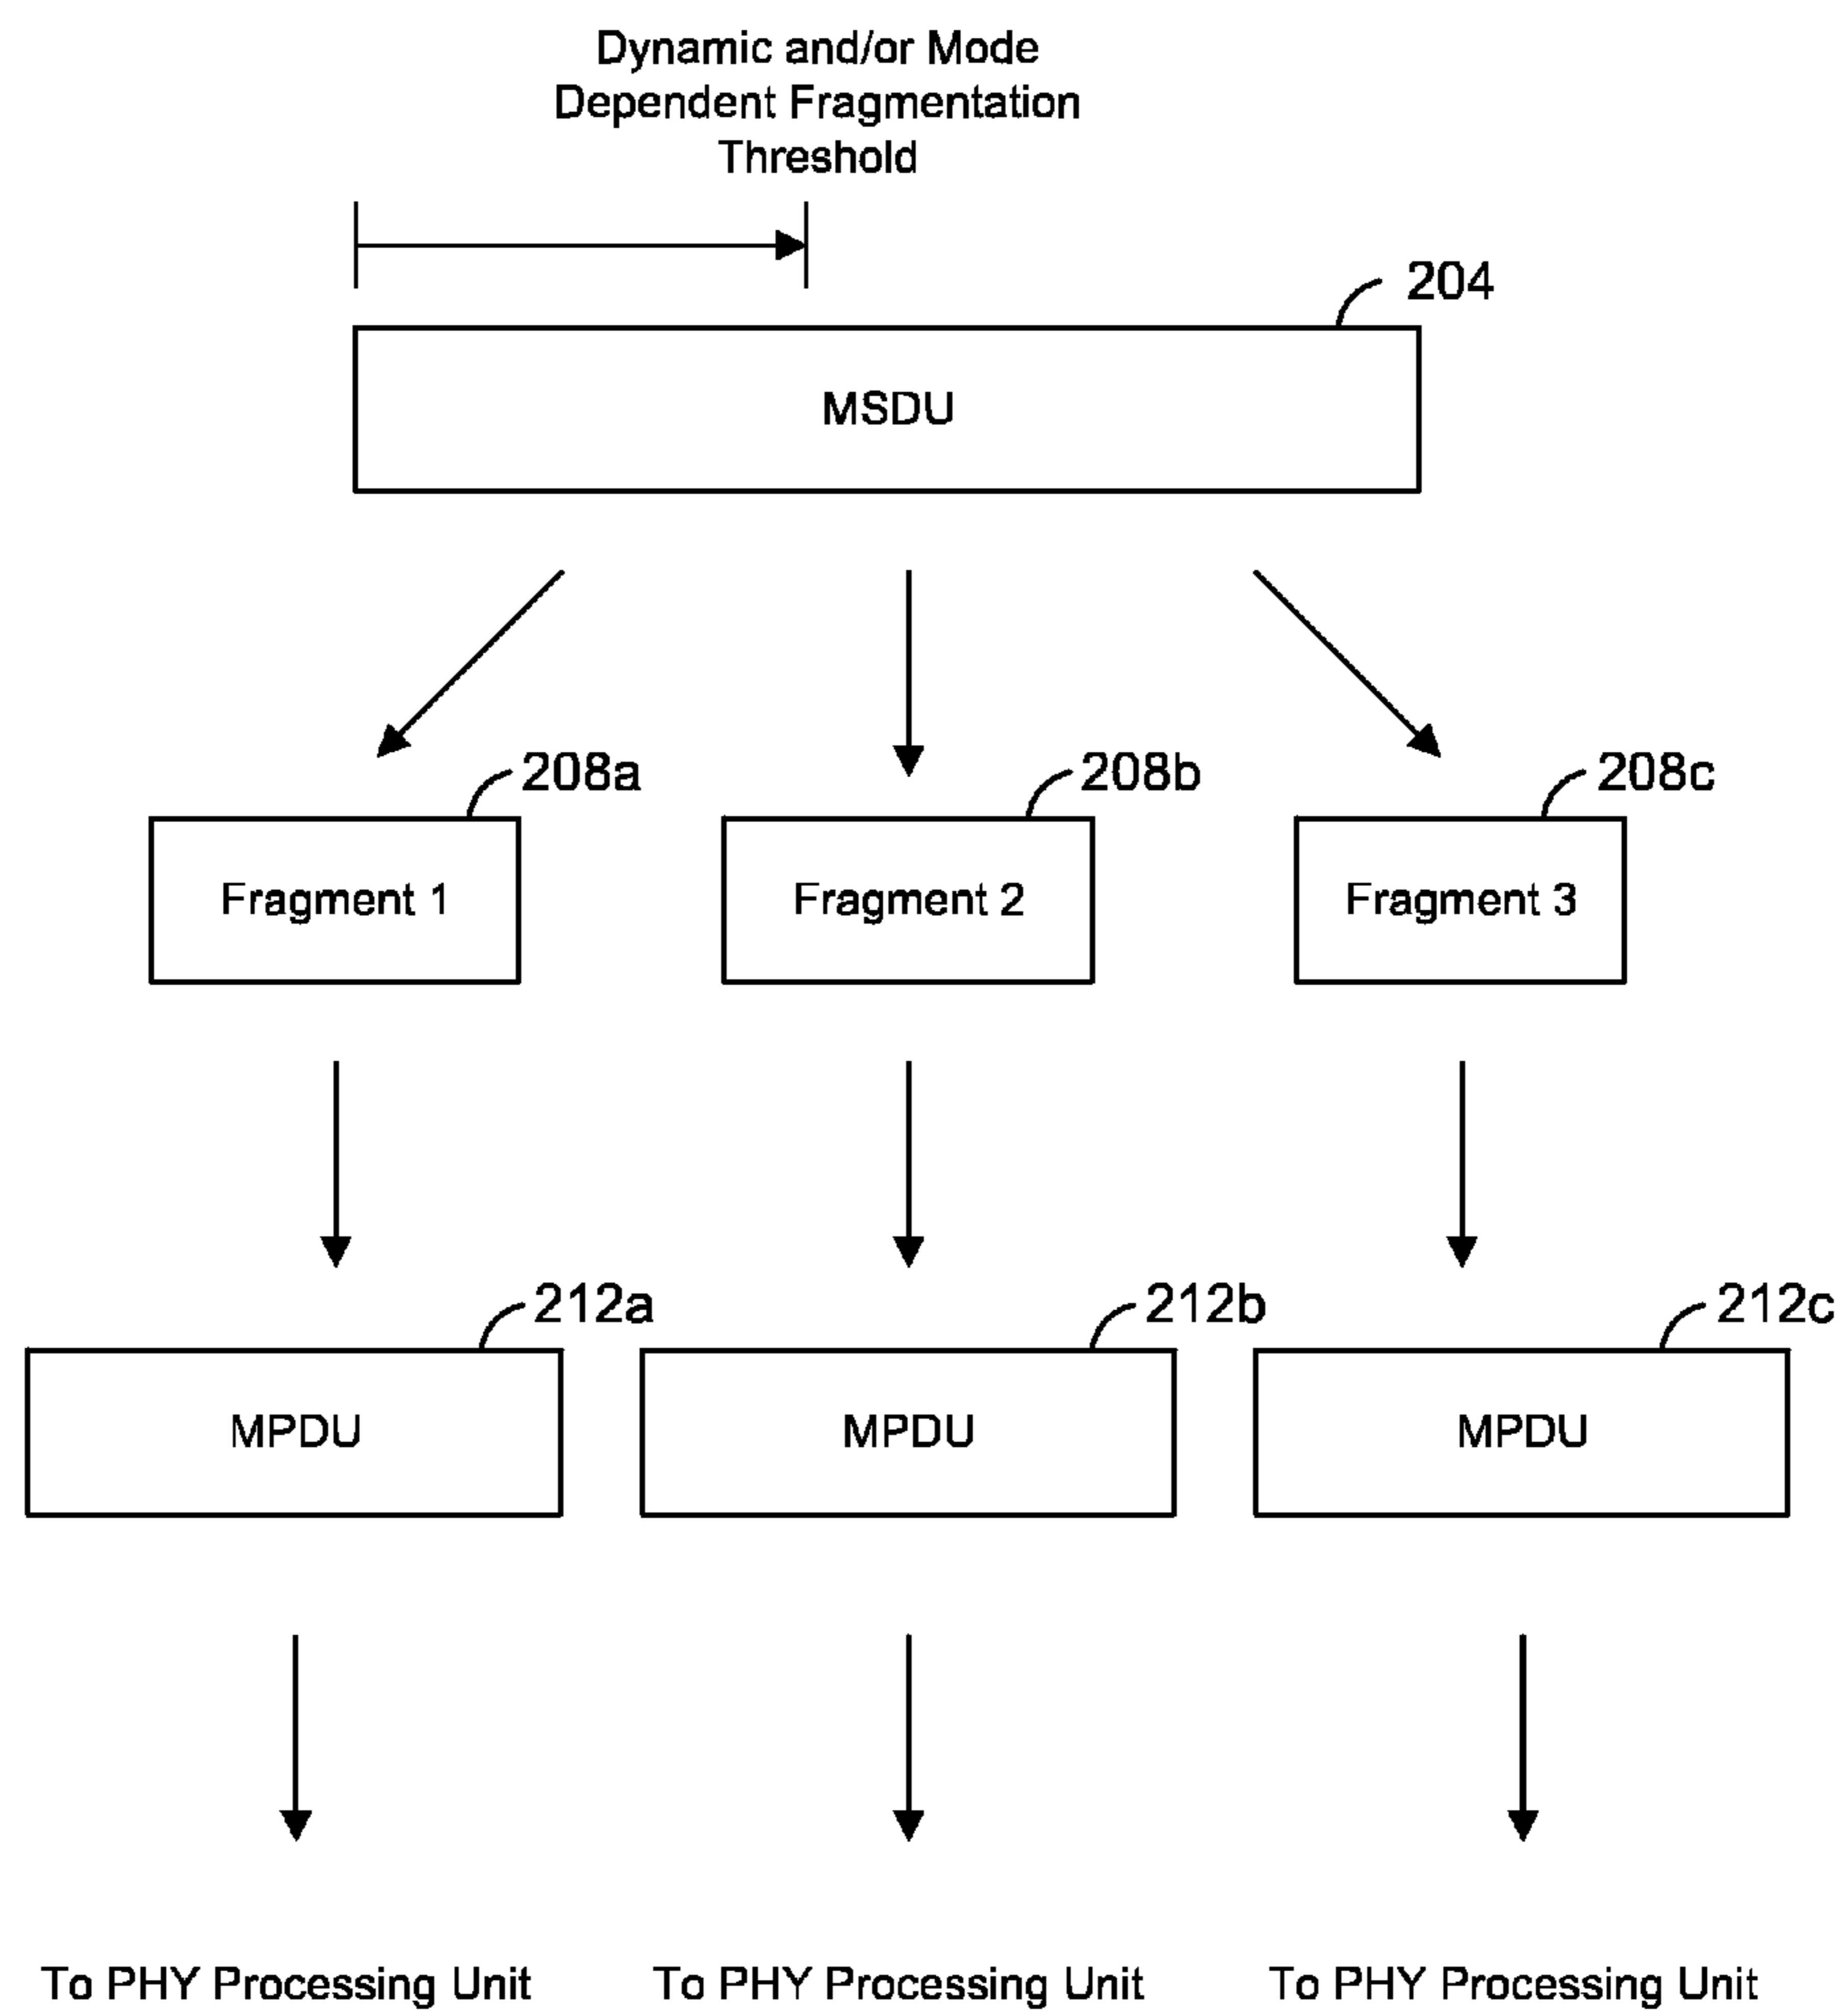 Dynamic and/or Mode
Dependent Fragmentation
Threshold
204
MSDU
208a
208b
208c
Fragment 1
Fragment 2
Fragment 3
212a
212b
212c
MPDU
MPDU
MPDU
To PHY Processing Unit
To PHY Processing Unit
To PHY Processing Unit